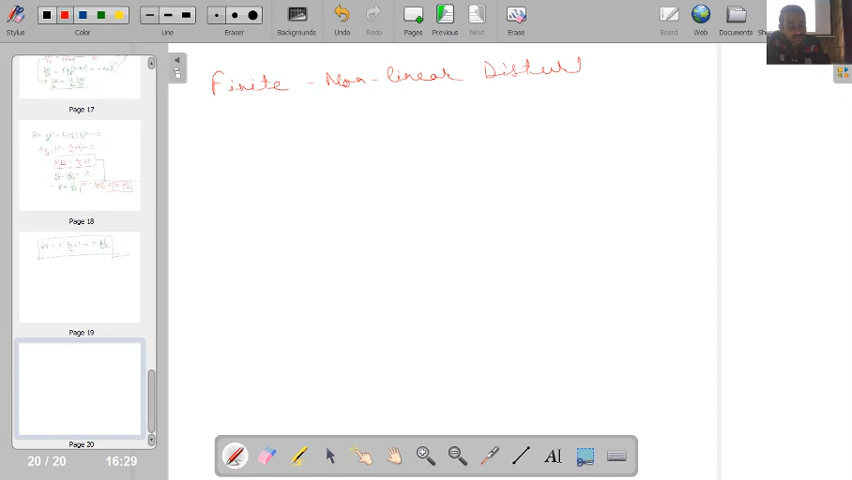 Stylus
Color
Line
Eraser
Backgrounds
Undo
Redo
Pages
Previous
Next
Erase
Board
Web
Documents
Finite - Non-linear Disturb
Page 17
Page 18
Page 19
Page 20
20 / 20 16:29